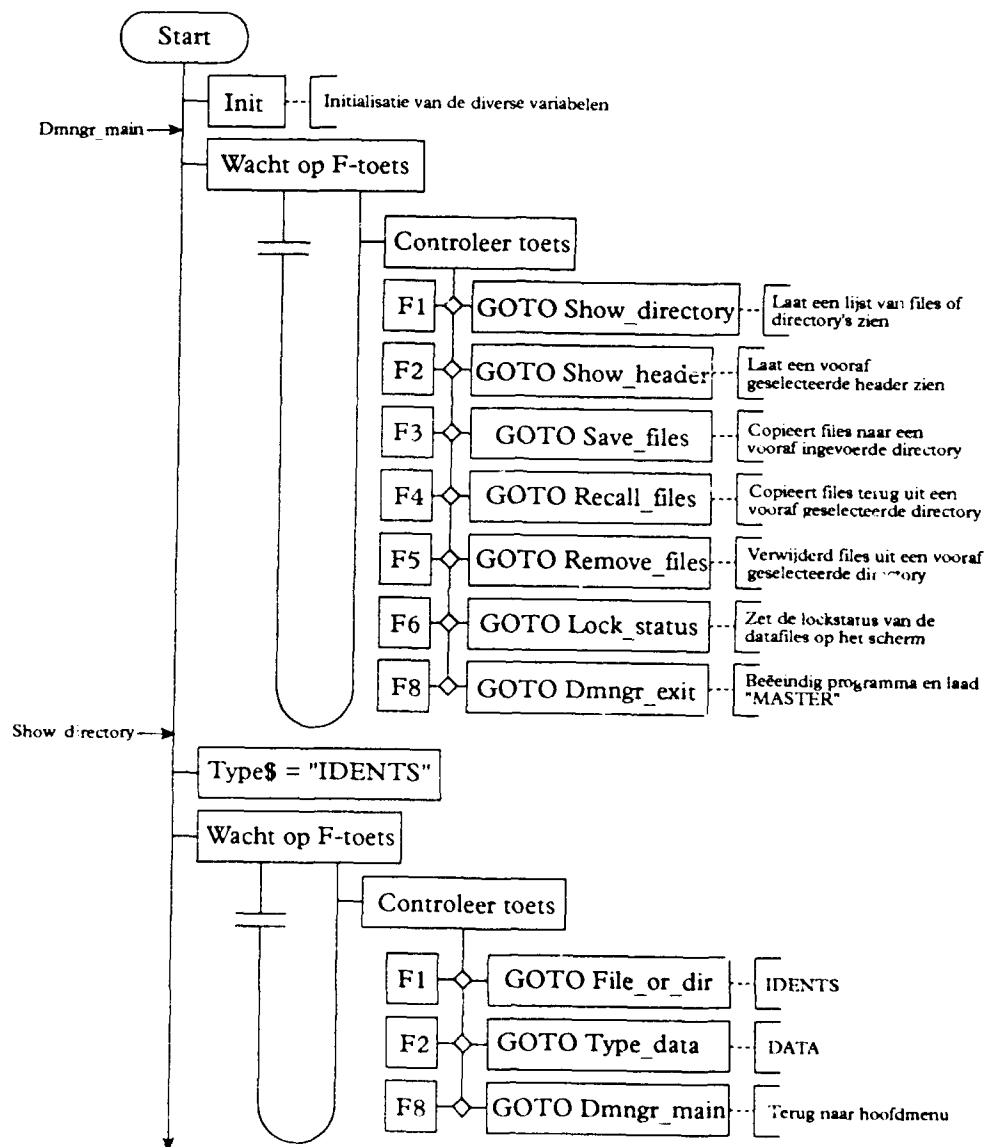 Start
Init
Initialisatie van de diverse variabelen
Dmngr_main
Wacht op F-toets
Controleer toets
F1
GOTO Show_directory
Laat een lijst van files of
directory's zien
F2
GOTO Show_header
Laat een vooraf
geselecteerde header zien
F3
GOTO Save_files
Copieert files naar een
vooraf ingevoerde directory
F4
GOTO Recall_files
Copieert files terug uit een
vooraf geselecteerde directory
F5
GOTO Remove_files
Verwijderd files uit een vooraf
geselecteerde directory
F6
GOTO Lock_status
Zet de lockstatus van de
datafiles op het scherm
F8
GOTO Dmngr_exit
Beëeindig programma en laad
"MASTER"
Show_directory
Type$ = "IDENTS"
Wacht op F-toets
Controleer toets
F1
GOTO File_or_dir
IDENTS
F2
GOTO Type_data
DATA
F8
GOTO Dmngr_main
Terug naar hoofdmenu